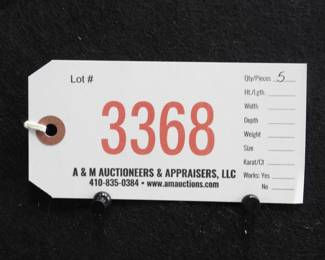 Lot #
3368
A & M AUCTIONEERS & APPRAISERS, LLC
410-835-0384 • www.amauctions.com
Qty/Pieces 5
Ht./Lgth.
Width
Depth
Weight
Size
Karat/Ct
Works: Yes
No